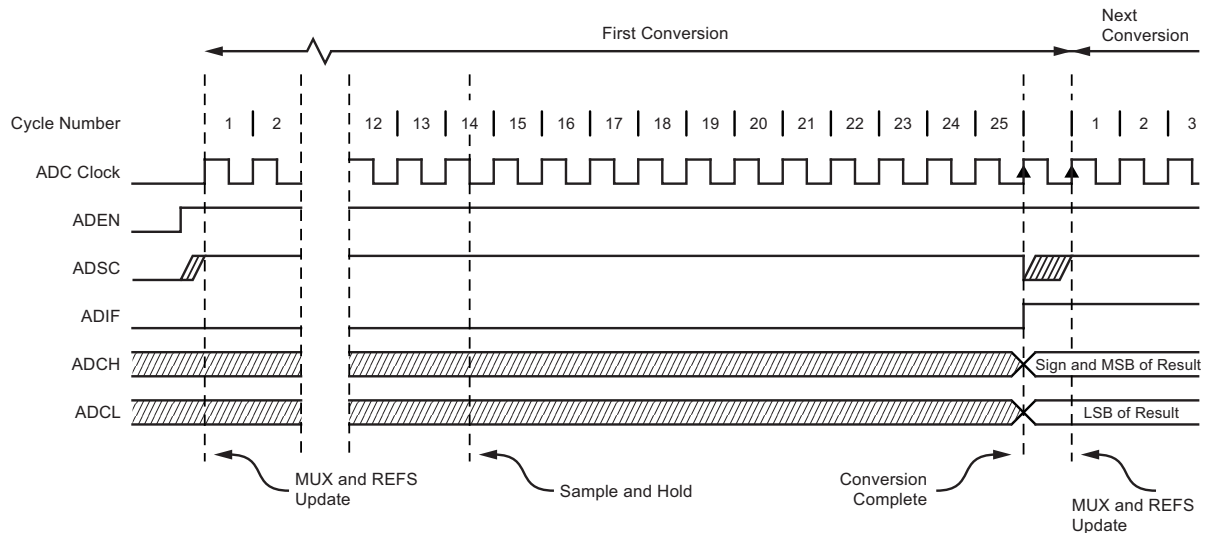 Next
Conversion
First Conversion
Cycle Number 1 2 12 13 14 15 16 17 18 19 20 21 22 23 24 25 1 2 3
ADC Clock
ADEN
ADSC
ADIF
ADCH Sign and MSB of Result
ADCL LSB of Result
MUX and REFS
Update
Sample and Hold
Conversion
Complete
MUX and REFS
Update